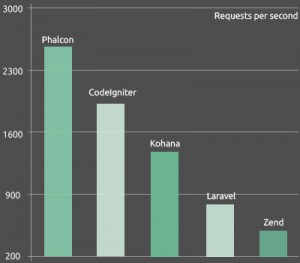 3000
Requests per second
Phalcon
2300
CodeIgniter
1600
Kohana
900
Laravel
Zend
200